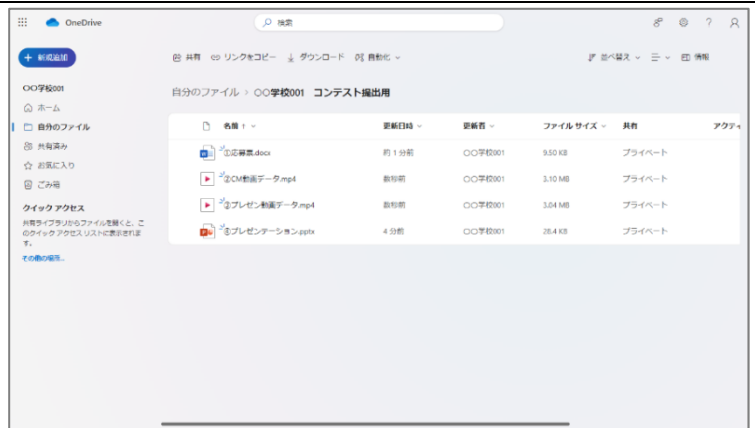 OneDrive
検索
?
+ 新規追加
共有 リンクをコピー ダウンロード 自動化
並べ替え 情報
〇〇学校001
ホーム
自分のファイル
共有済み
お気に入り
ごみ箱
クイック アクセス
共有ライブラリからファイルを開くと、こ
のクイック アクセス リストに表示されま
す。
その他の場所...
自分のファイル > 〇〇学校001 コンテスト提出用
名前 ↑ 更新日時 更新者 ファイル サイズ 共有 アクティ
①応募票.docx 約 1 分前 〇〇学校001 9.50 KB プライベート
②CM動画データ.mp4 数秒前 〇〇学校001 3.10 MB プライベート
プレゼン動画データ.mp4 数秒前 〇〇学校001 3.04 MB プライベート
プレゼンテーション.pptx 4 分前 〇〇学校001 28.4 KB プライベート